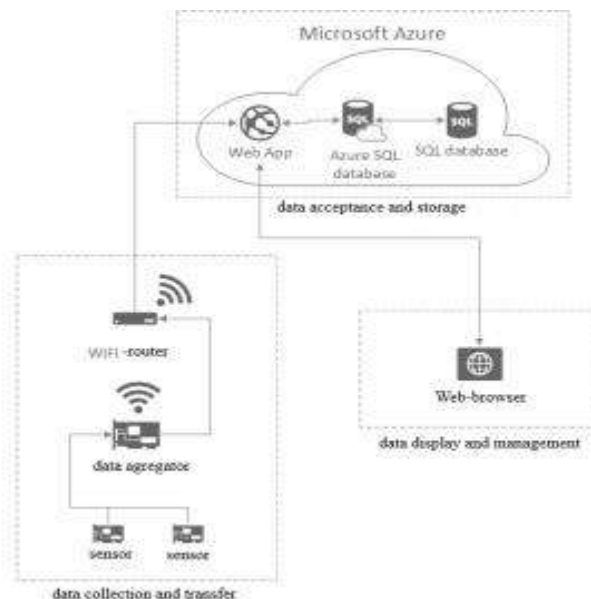 Microsoft Azure
SQL
SQL
Web App
Azure SQL
database
SQL database
data acceptance and storage
WIFI -router
data agregator
sensor
sensor
data collection and transfer
Web-browser
data display and management